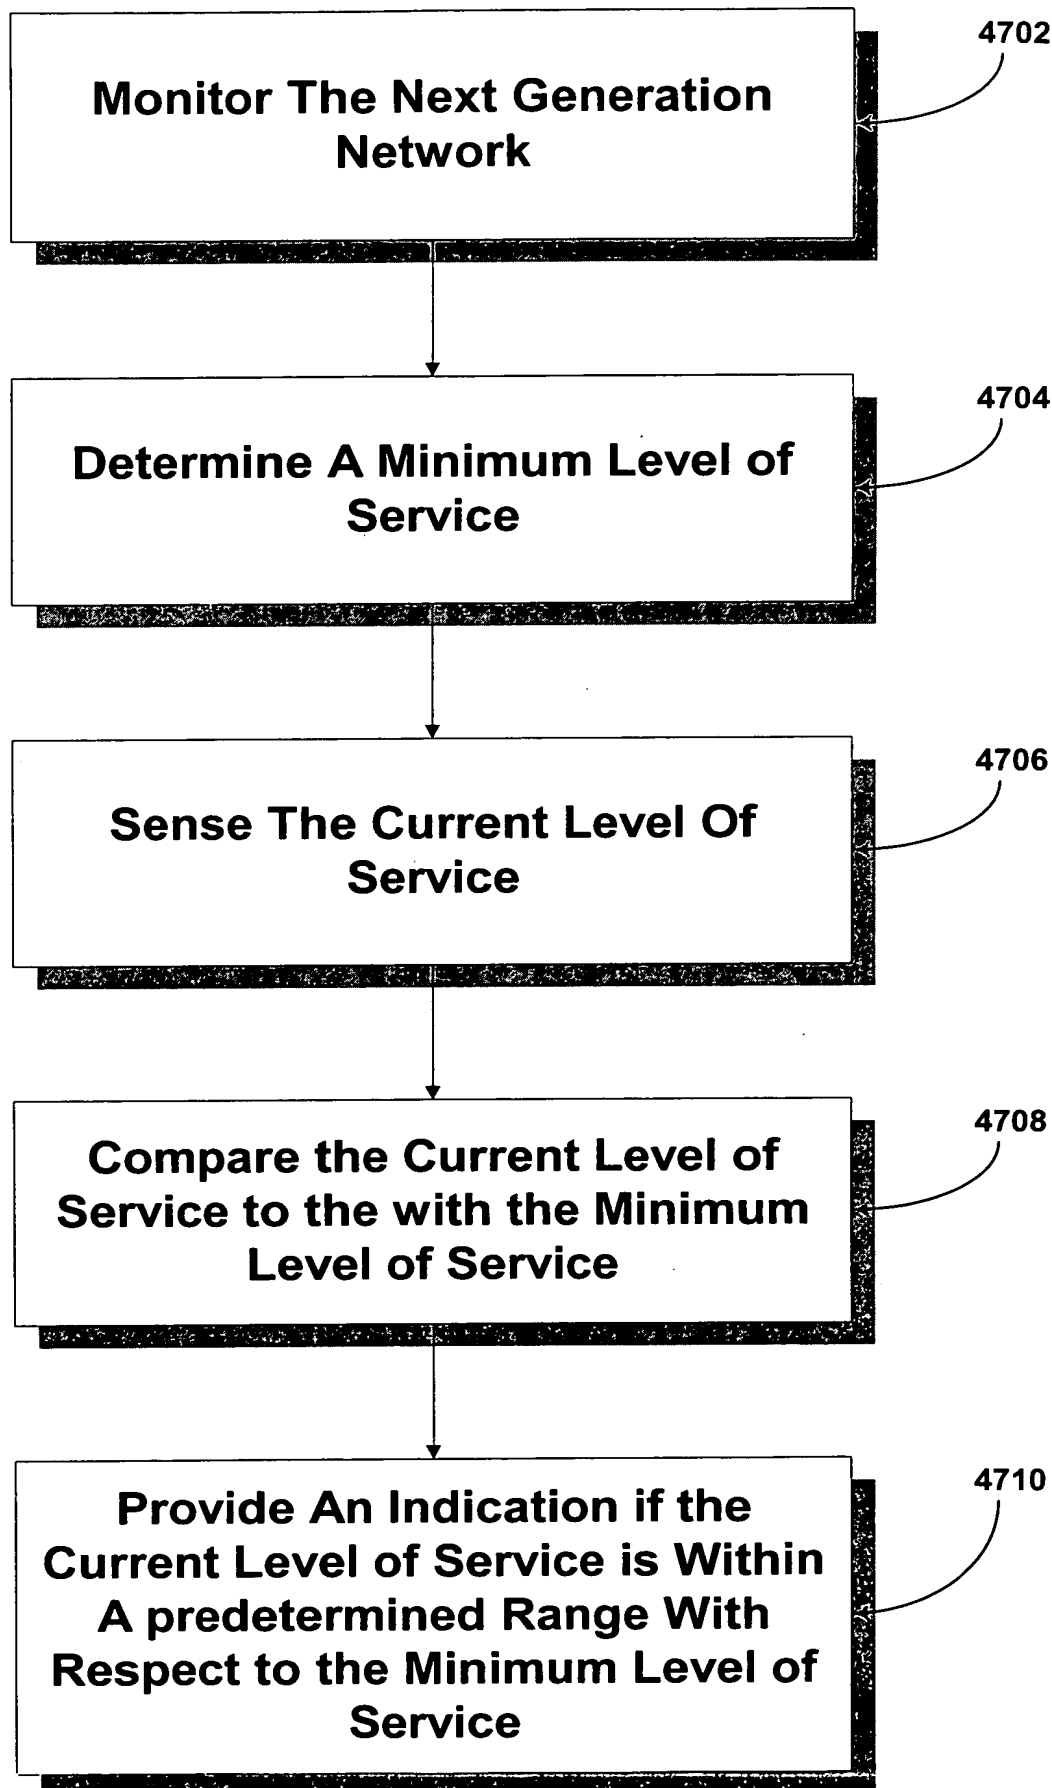 4702
Monitor The Next Generation
Network
4704
Determine A Minimum Level of
Service
4706
Sense The Current Level Of
Service
4708
Compare the Current Level of
Service to the with the Minimum
Level of Service
4710
Provide An Indication if the
Current Level of Service is Within
A predetermined Range With
Respect to the Minimum Level of
Service